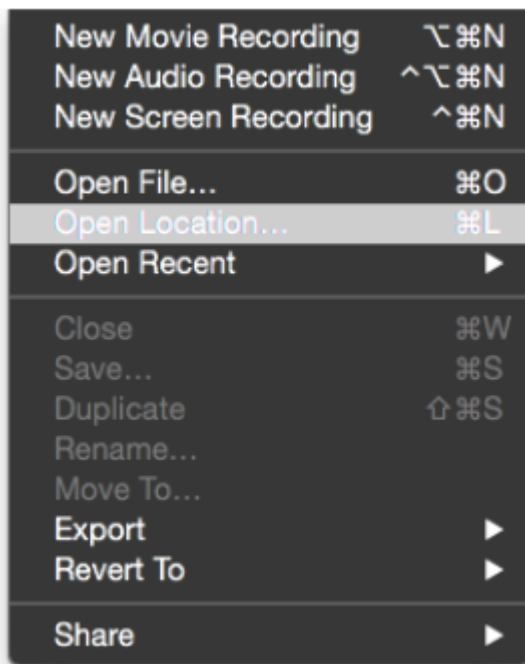 New Movie Recording ⌥⌘N
New Audio Recording ^⌥⌘N
New Screen Recording ^⌘N
Open File... ⌘O
Open Location... ⌘L
Open Recent ▶
Close ⌘W
Save... ⌘S
Duplicate ⇧⌘S
Rename...
Move To...
Export ▶
Revert To ▶
Share ▶